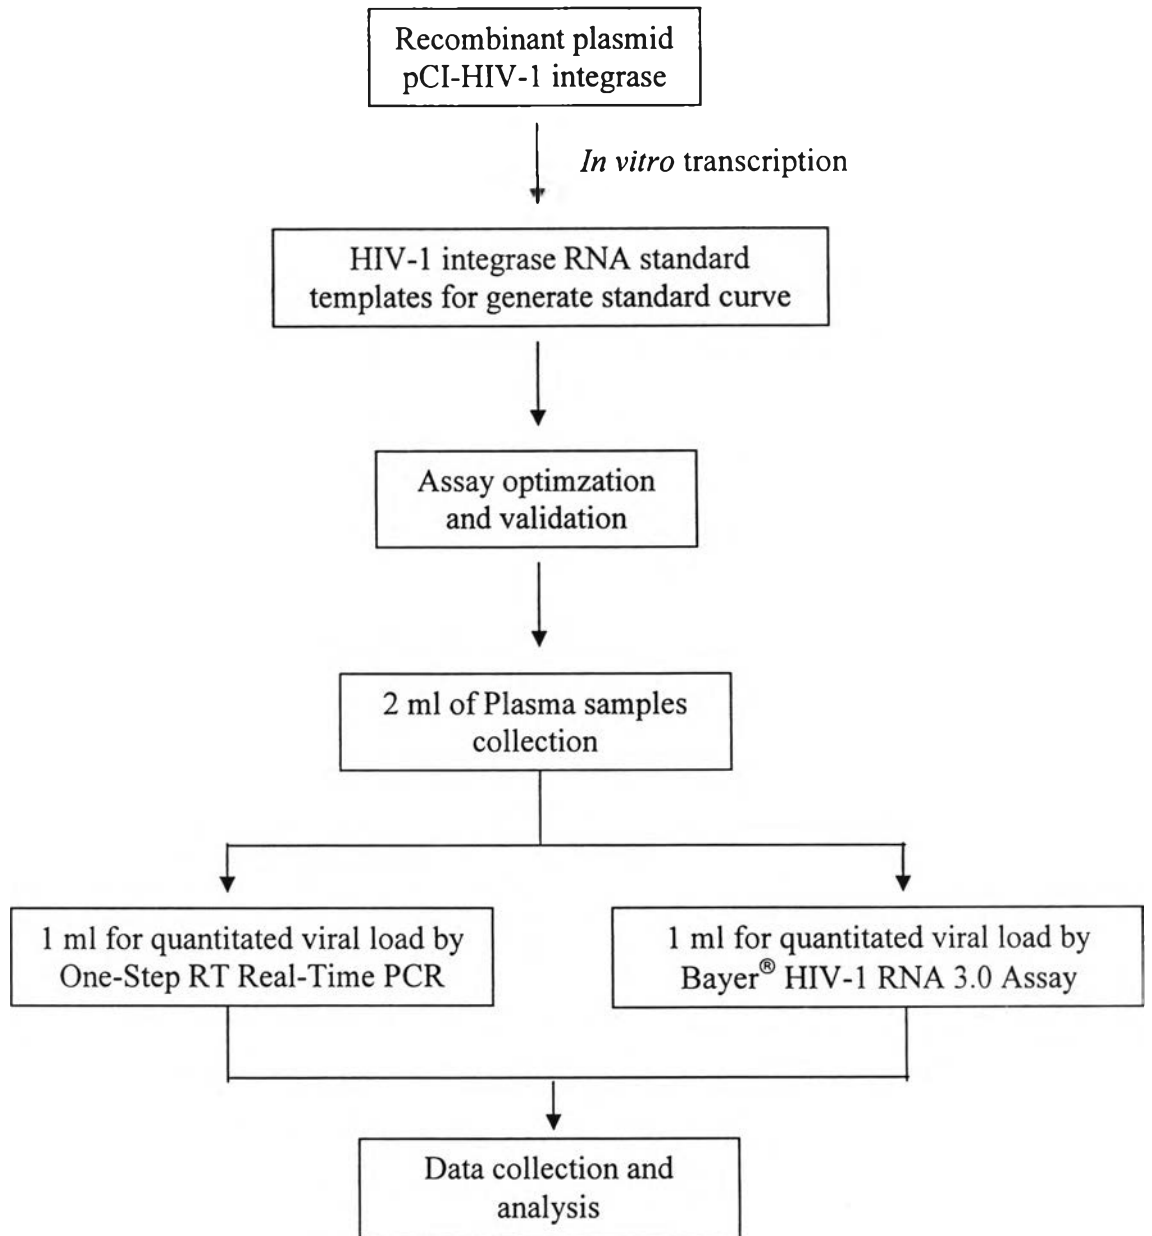 Recombinant plasmid
pCI-HIV-1 integrase
In vitro transcription
HIV-1 integrase RNA standard
templates for generate standard curve
Assay optimzation
and validation
2 ml of Plasma samples
collection
1 ml for quantitated viral load by
One-Step RT Real-Time PCR
1 ml for quantitated viral load by
Bayer® HIV-1 RNA 3.0 Assay
Data collection and
analysis